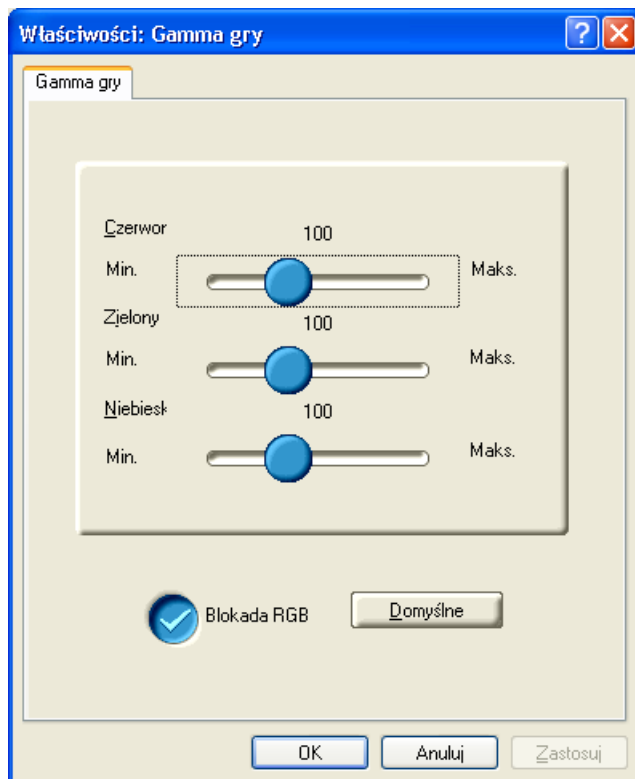 Właściwości: Gamma gry
Gamma gry
Czerwor
100
Min.
Maks.
Zielony
100
Min.
Maks.
Niebiesk
100
Min.
Maks.
Blokada RGB
Domyślne
OK
Anuluj
Zastosuj